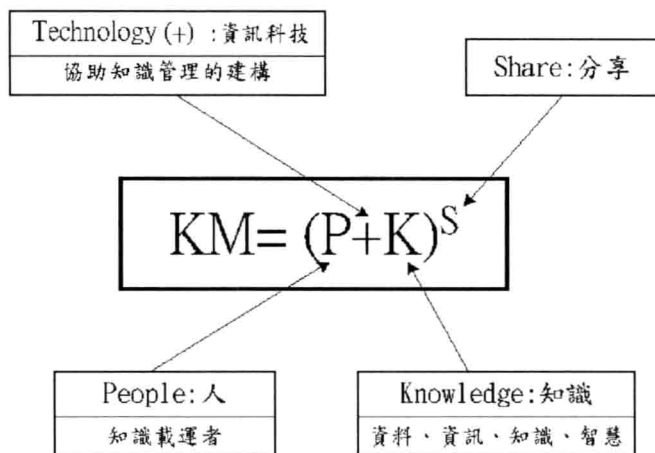 Technology (+) :資訊科技
協助知識管理的建構
Share:分享
KM= (P+K)^S
People:人
知識載運者
Knowledge:知識
資料、資訊、知識、智慧